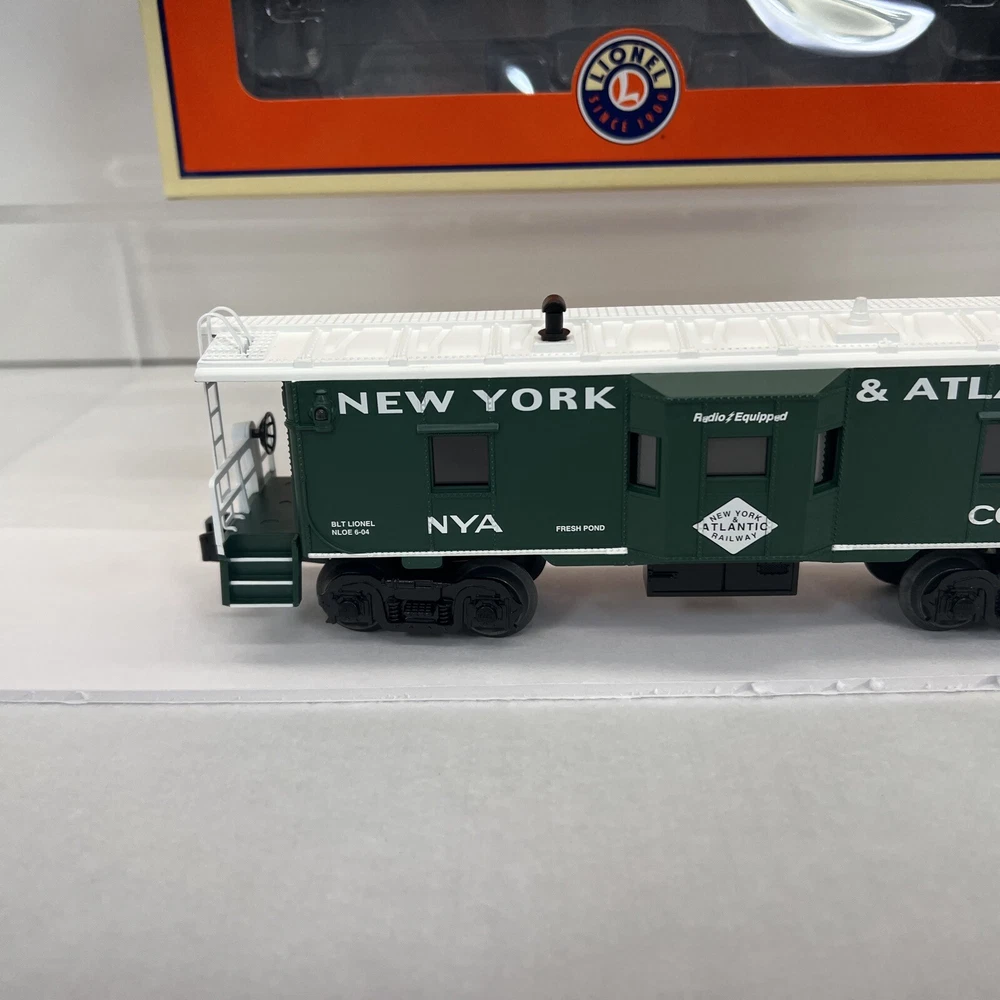 LIONEL
L
SINCE 1900
NEW YORK & ATL
Radio Equipped
BLT LIONEL
NLOE 6-04
NYA
FRESH POND
NEW YORK
&
ATLANTIC
RAILWAY
CO